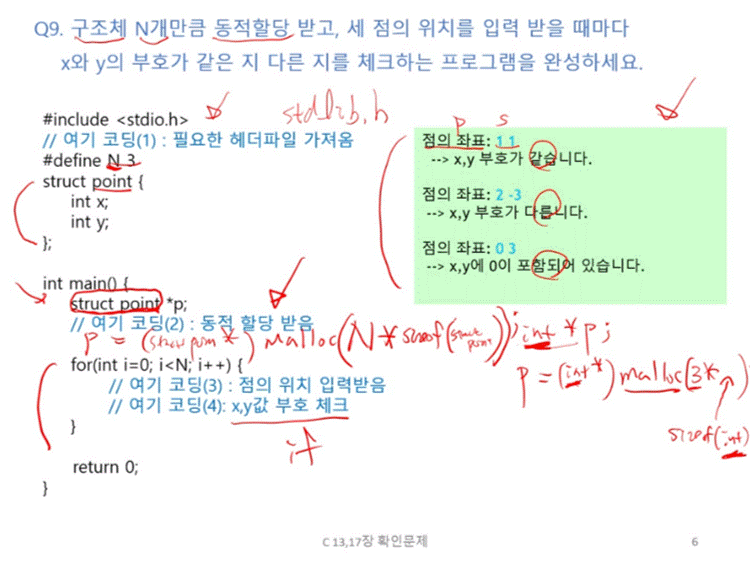 Q9. 구조체 N개만큼 동적할당 받고, 세 점의 위치를 입력 받을 때마다
x와 y의 부호가 같은 지 다른 지를 체크하는 프로그램을 완성하세요.
#include <stdio.h>
stdlib.h
// 여기 코딩(1) : 필요한 헤더파일 가져옴
#define N 3
struct point {
int x;
int y;
};
p s
점의 좌표: 1 1
--> x,y 부호가 같습니다.
점의 좌표: 2 -3
--> x,y 부호가 다릅니다.
점의 좌표: 0 3
--> x,y에 0이 포함되어 있습니다.
int main() {
struct point *p;
// 여기 코딩(2) : 동적 할당 받음
p = (struct point *) malloc(N * sizeof(struct point));
int * p;
p = (int *) malloc(3 * )
sizeof(int)
for(int i=0; i<N; i++) {
// 여기 코딩(3) : 점의 위치 입력받음
// 여기 코딩(4): x,y값 부호 체크
}
if
return 0;
}
C 13,17장 확인문제
6